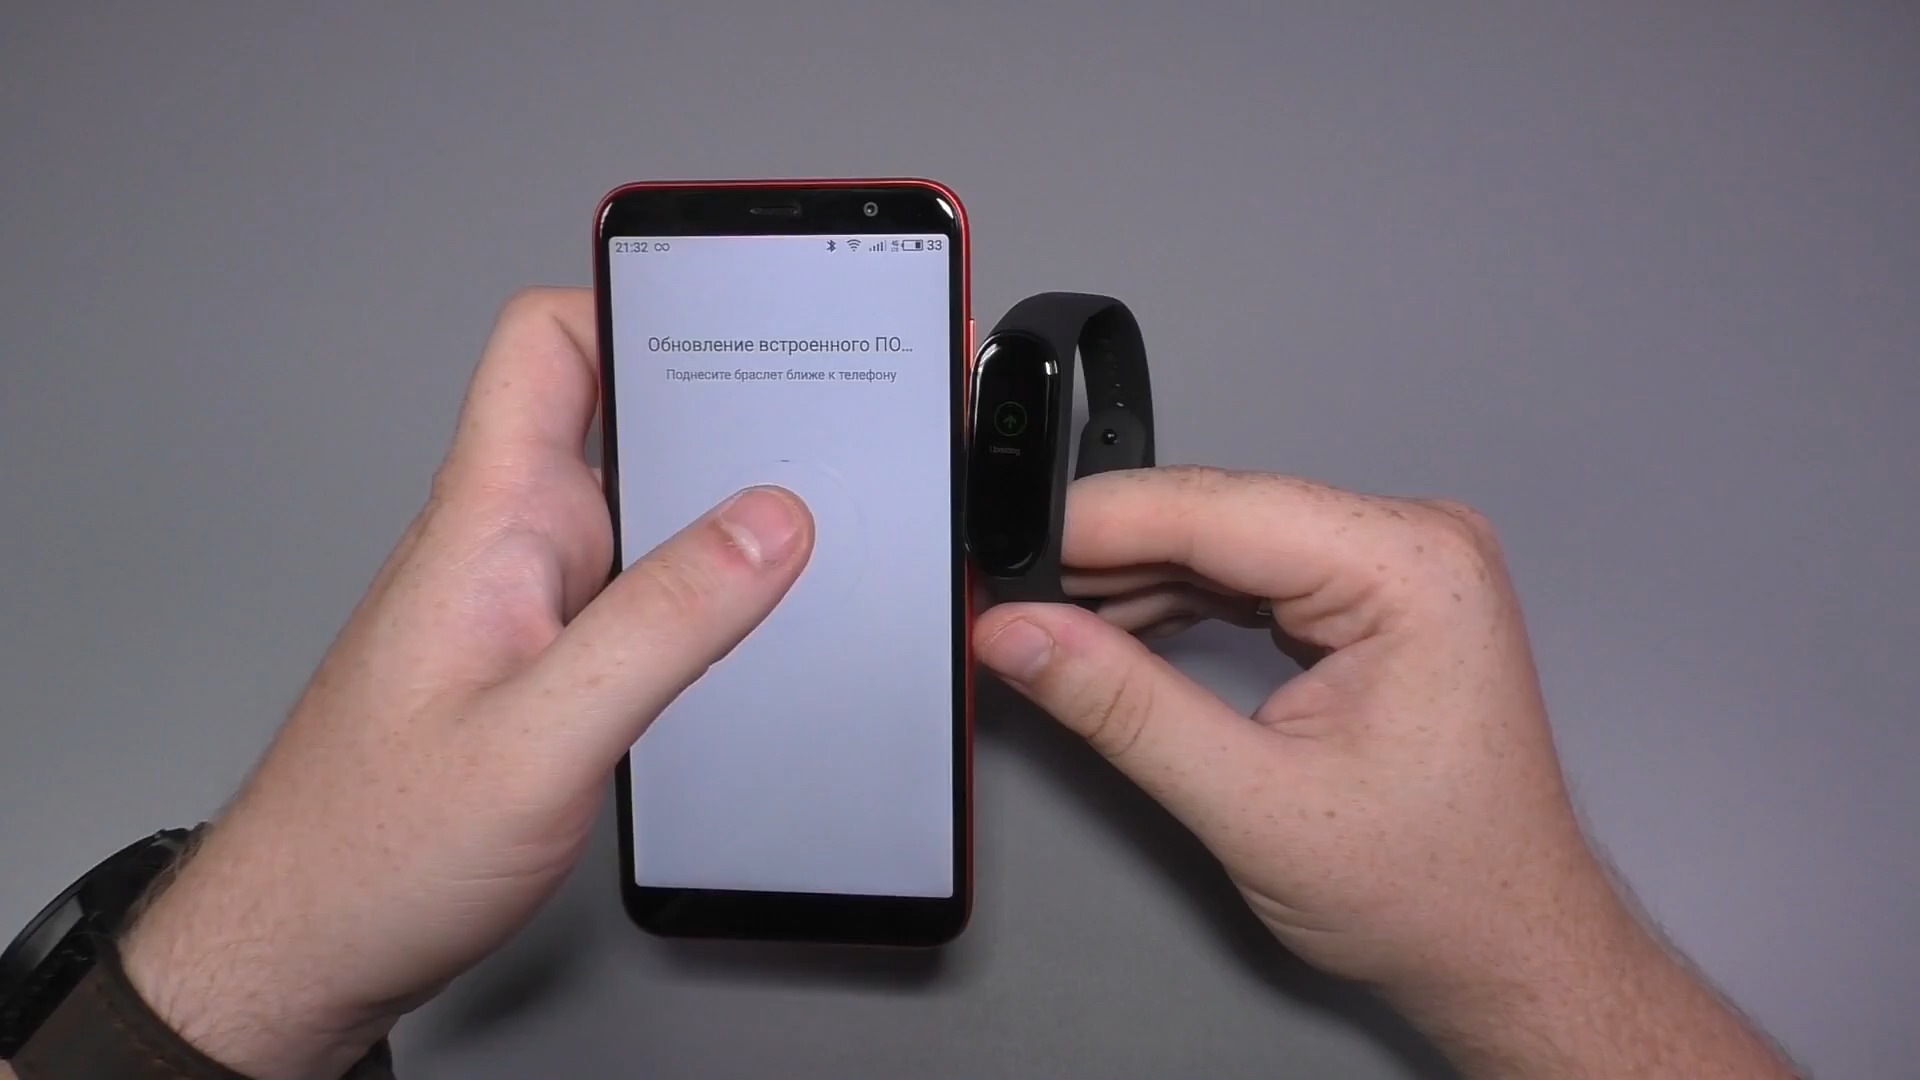 21:32
33
Обновление встроенного ПО...
Поднесите браслет ближе к телефону
Updating